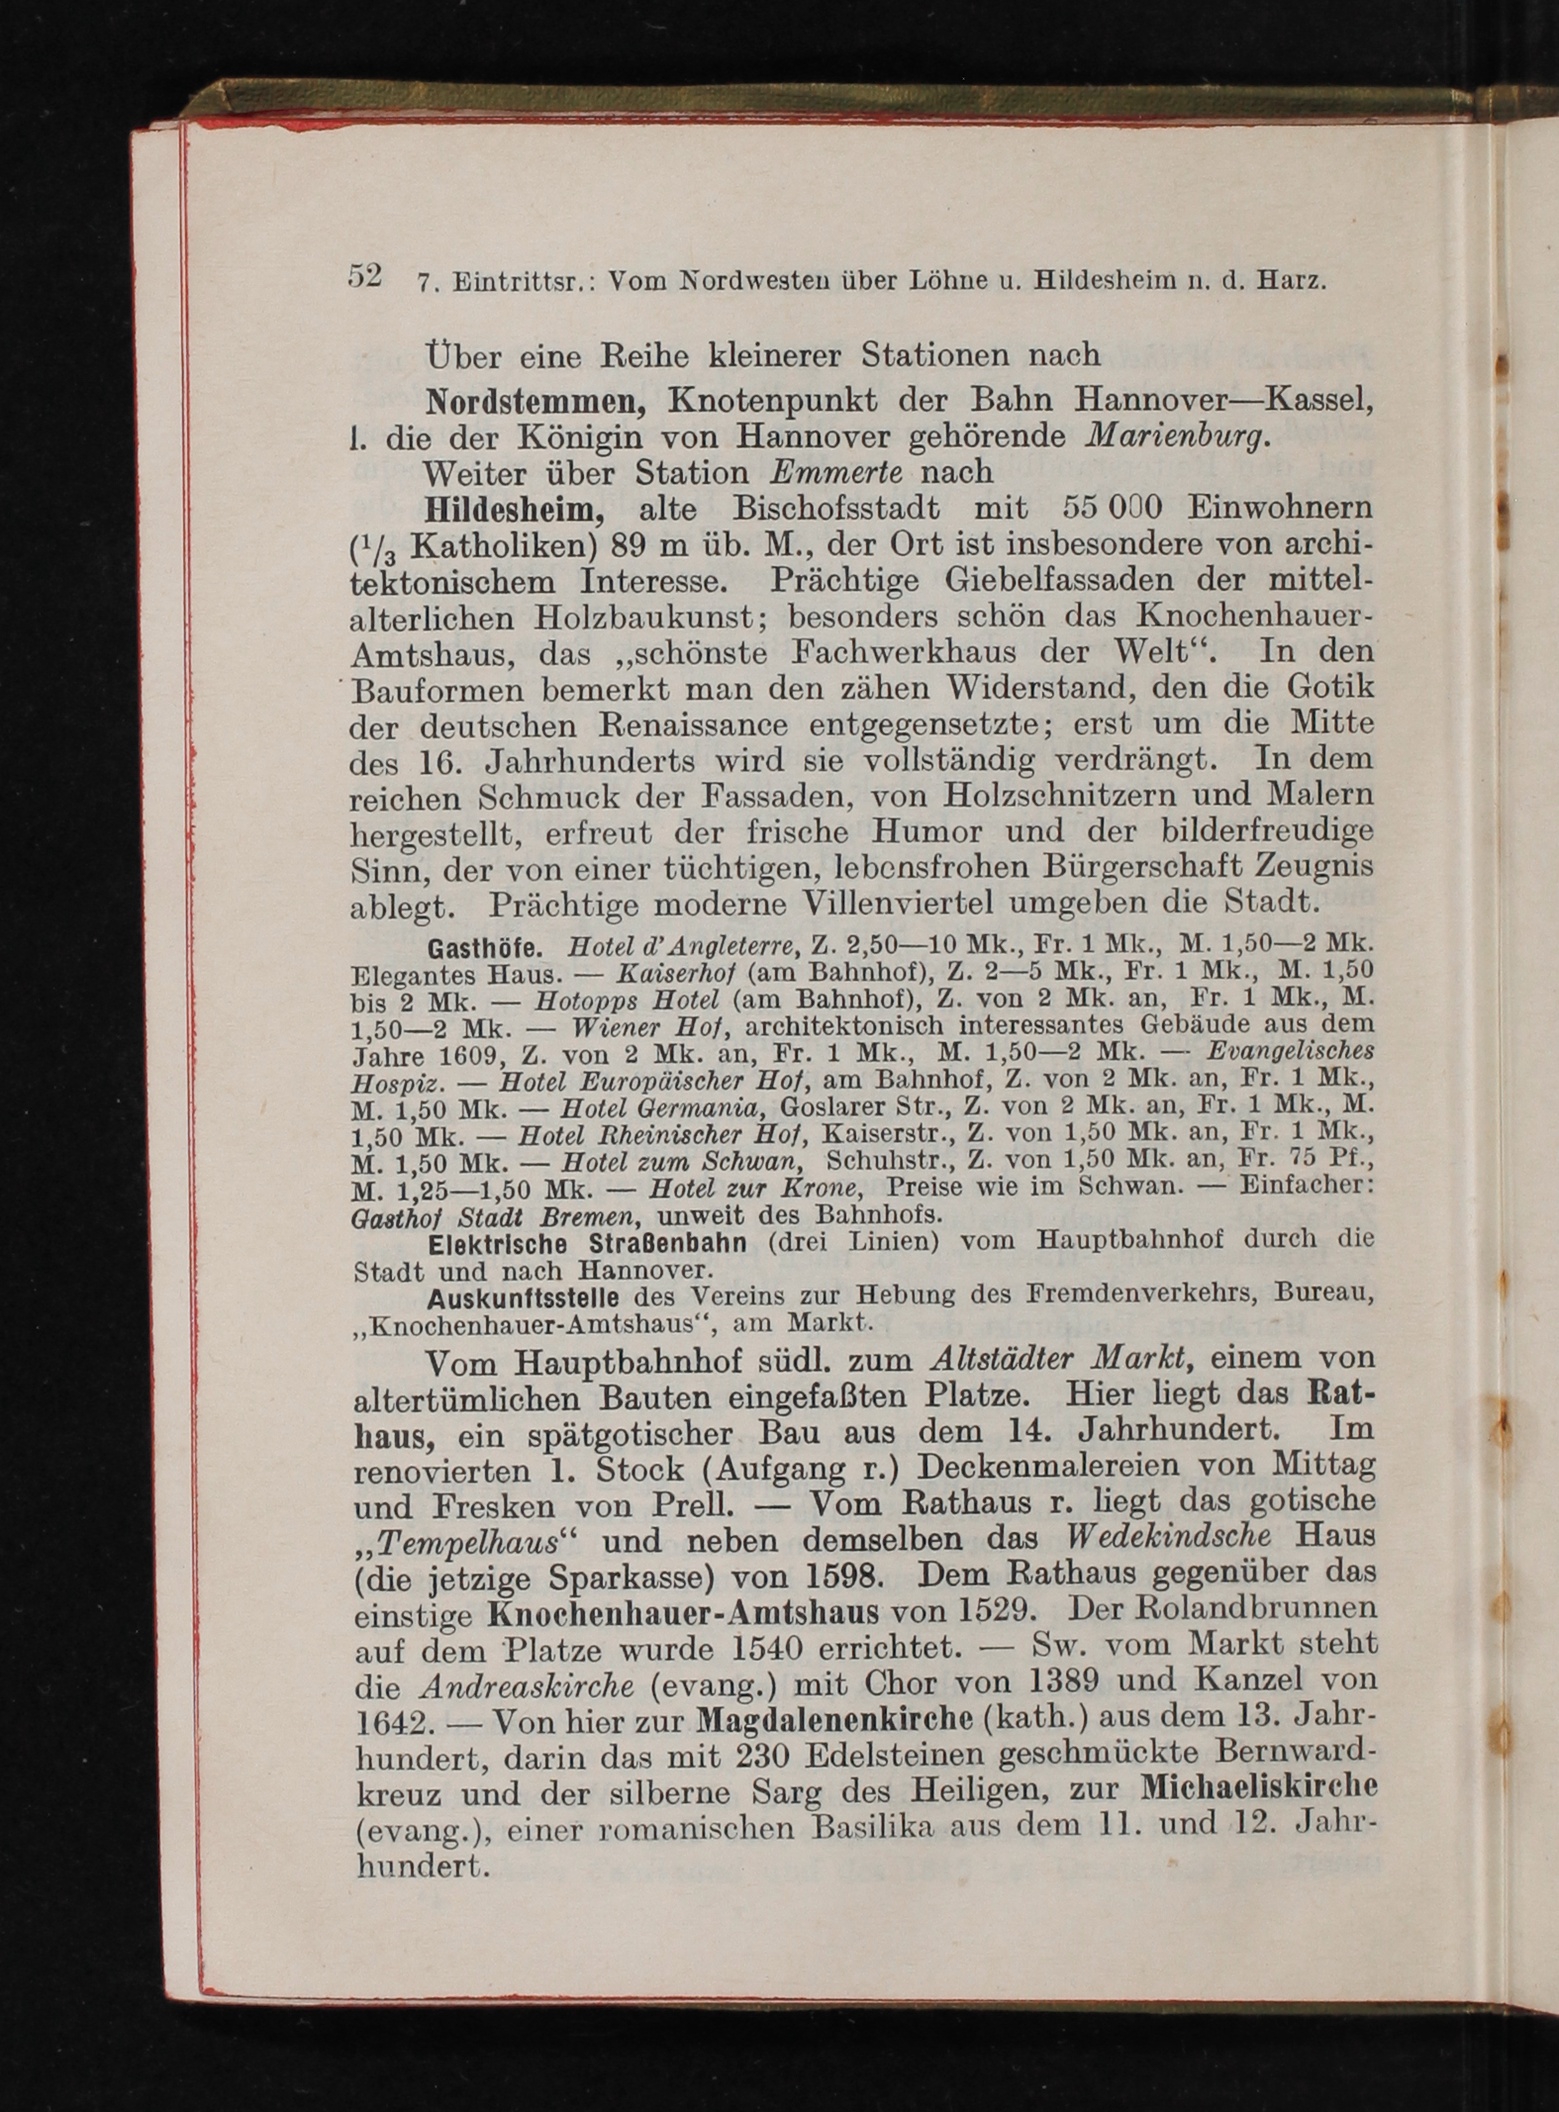 52 7. Eintrittsr.: Vom Nordwesten über Löhne u. Hildesheim n. d. Harz.
Über eine Reihe kleinerer Stationen nach
Nordstemmen, Knotenpunkt der Bahn Hannover—Kassel,
l. die der Königin von Hannover gehörende Marienburg.
Weiter über Station Emmerte nach
Hildesheim, alte Bischofsstadt mit 55 000 Einwohnern
(1/3 Katholiken) 89 m üb. M., der Ort ist insbesondere von archi-
tektonischem Interesse. Prächtige Giebelfassaden der mittel-
alterlichen Holzbaukunst; besonders schön das Knochenhauer-
Amtshaus, das „schönste Fachwerkhaus der Welt“. In den
Bauformen bemerkt man den zähen Widerstand, den die Gotik
der deutschen Renaissance entgegensetzte; erst um die Mitte
des 16. Jahrhunderts wird sie vollständig verdrängt. In dem
reichen Schmuck der Fassaden, von Holzschnitzern und Malern
hergestellt, erfreut der frische Humor und der bilderfreudige
Sinn, der von einer tüchtigen, lebensfrohen Bürgerschaft Zeugnis
ablegt. Prächtige moderne Villenviertel umgeben die Stadt.
Gasthöfe. Hotel d'Angleterre, Z. 2,50—10 Mk., Fr. 1 Mk., M. 1,50—2 Mk.
Elegantes Haus. — Kaiserhof (am Bahnhof), Z. 2—5 Mk., Fr. 1 Mk., M. 1,50
bis 2 Mk. — Hotopps Hotel (am Bahnhof), Z. von 2 Mk. an, Fr. 1 Mk., M.
1,50—2 Mk. — Wiener Hof, architektonisch interessantes Gebäude aus dem
Jahre 1609, Z. von 2 Mk. an, Fr. 1 Mk., M. 1,50—2 Mk. — Evangelisches
Hospiz. — Hotel Europäischer Hof, am Bahnhof, Z. von 2 Mk. an, Fr. 1 Mk.,
M. 1,50 Mk. — Hotel Germania, Goslarer Str., Z. von 2 Mk. an, Fr. 1 Mk., M.
1,50 Mk. — Hotel Rheinischer Hof, Kaiserstr., Z. von 1,50 Mk. an, Fr. 1 Mk.,
M. 1,50 Mk. — Hotel zum Schwan, Schuhstr., Z. von 1,50 Mk. an, Fr. 75 Pf.,
M. 1,25—1,50 Mk. — Hotel zur Krone, Preise wie im Schwan. — Einfacher:
Gasthof Stadt Bremen, unweit des Bahnhofs.
Elektrische Straßenbahn (drei Linien) vom Hauptbahnhof durch die
Stadt und nach Hannover.
Auskunftsstelle des Vereins zur Hebung des Fremdenverkehrs, Bureau,
„Knochenhauer-Amtshaus“, am Markt.
Vom Hauptbahnhof südl. zum Altstädter Markt, einem von
altertümlichen Bauten eingefaßten Platze. Hier liegt das Rat-
haus, ein spätgotischer Bau aus dem 14. Jahrhundert. Im
renovierten 1. Stock (Aufgang r.) Deckenmalereien von Mittag
und Fresken von Prell. — Vom Rathaus r. liegt das gotische
„Tempelhaus“ und neben demselben das Wedekindsche Haus
(die jetzige Sparkasse) von 1598. Dem Rathaus gegenüber das
einstige Knochenhauer-Amtshaus von 1529. Der Rolandbrunnen
auf dem Platze wurde 1540 errichtet. — Sw. vom Markt steht
die Andreaskirche (evang.) mit Chor von 1389 und Kanzel von
1642. — Von hier zur Magdalenenkirche (kath.) aus dem 13. Jahr-
hundert, darin das mit 230 Edelsteinen geschmückte Bernward-
kreuz und der silberne Sarg des Heiligen, zur Michaeliskirche
(evang.), einer romanischen Basilika aus dem 11. und 12. Jahr-
hundert.